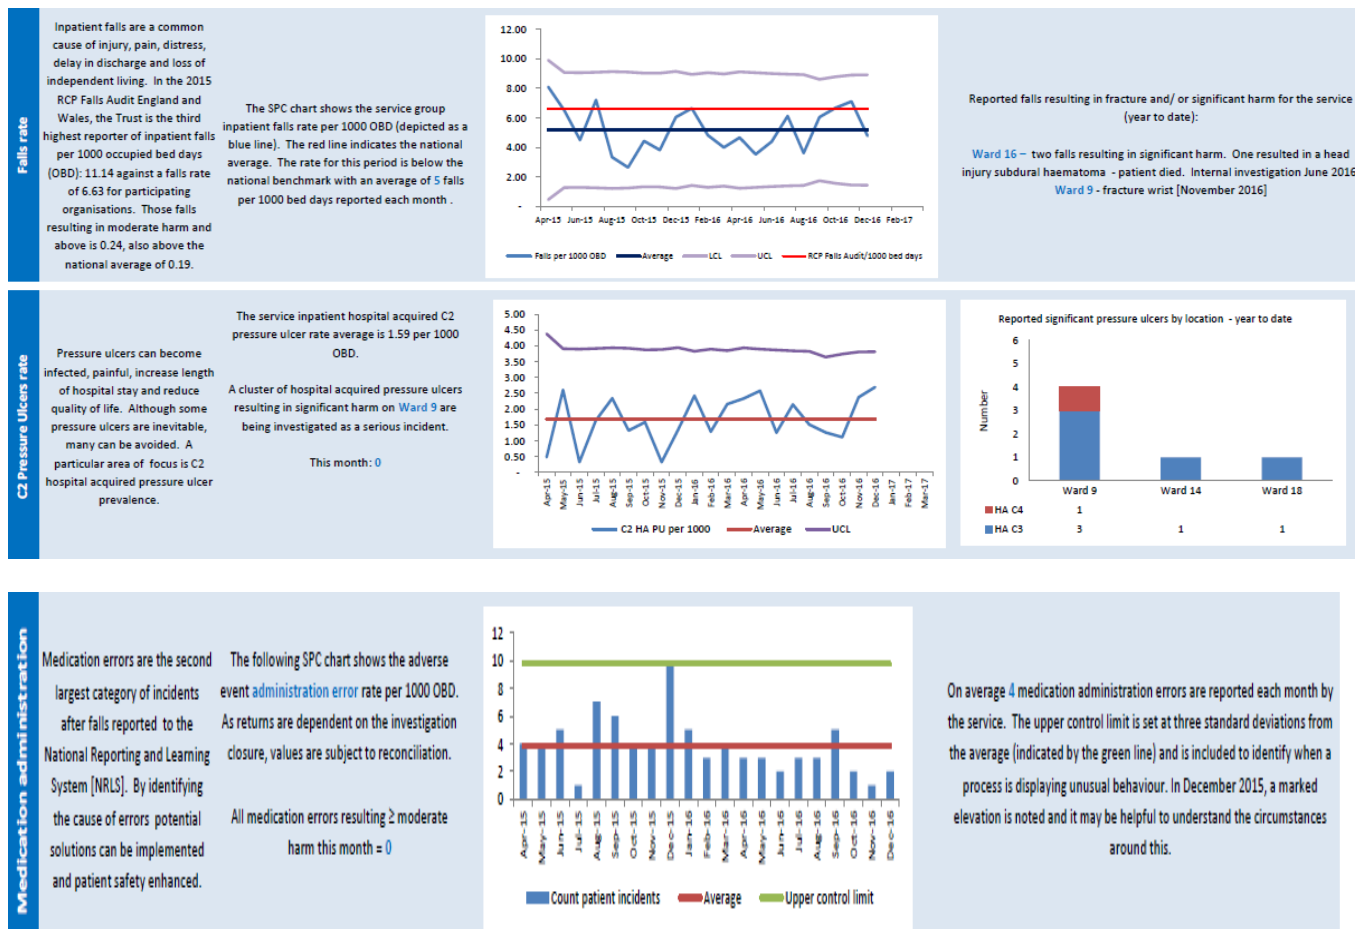 Falls rate
Inpatient falls are a common
cause of injury, pain, distress,
delay in discharge and loss of
independent living. In the 2015
RCP Falls Audit England and
Wales, the Trust is the third
highest reporter of inpatient falls
per 1000 occupied bed days
(OBD): 11.14 against a falls rate
of 6.63 for participating
organisations. Those falls
resulting in moderate harm and
above is 0.24, also above the
national average of 0.19.
The SPC chart shows the service group
inpatient falls rate per 1000 OBD (depicted as a
blue line). The red line indicates the national
average. The rate for this period is below the
national benchmark with an average of 5 falls
per 1000 bed days reported each month .
12.00
10.00
8.00
6.00
4.00
2.00
-
Apr-15 Jun-15 Aug-15 Oct-15 Dec-15 Feb-16 Apr-16 Jun-16 Aug-16 Oct-16 Dec-16 Feb-17
Falls per 1000 OBD Average LCL UCL RCP Falls Audit/1000 bed days
Reported falls resulting in fracture and/ or significant harm for the service
(year to date):
Ward 16 – two falls resulting in significant harm. One resulted in a head
injury subdural haematoma - patient died. Internal investigation June 2016
Ward 9 - fracture wrist [November 2016]
C2 Pressure Ulcers rate
Pressure ulcers can become
infected, painful, increase length
of hospital stay and reduce
quality of life. Although some
pressure ulcers are inevitable,
many can be avoided. A
particular area of focus is C2
hospital acquired pressure ulcer
prevalence.
The service inpatient hospital acquired C2
pressure ulcer rate average is 1.59 per 1000
OBD.
A cluster of hospital acquired pressure ulcers
resulting in significant harm on Ward 9 are
being investigated as a serious incident.
This month: 0
5.00
4.50
4.00
3.50
3.00
2.50
2.00
1.50
1.00
0.50
-
Apr-15 May-15 Jun-15 Jul-15 Aug-15 Sep-15 Oct-15 Nov-15 Dec-15 Jan-16 Feb-16 Mar-16 Apr-16 May-16 Jun-16 Jul-16 Aug-16 Sep-16 Oct-16 Nov-16 Dec-16 Jan-17 Feb-17 Mar-17
C2 HA PU per 1000 Average UCL
Reported significant pressure ulcers by location - year to date
Number
6
5
4
3
2
1
0
Ward 9 Ward 14 Ward 18
HA C4 1
HA C3 3 1 1
Medication administration
Medication errors are the second
largest category of incidents
after falls reported to the
National Reporting and Learning
System [NRLS]. By identifying
the cause of errors potential
solutions can be implemented
and patient safety enhanced.
The following SPC chart shows the adverse
event administration error rate per 1000 OBD.
As returns are dependent on the investigation
closure, values are subject to reconciliation.
All medication errors resulting ≥ moderate
harm this month = 0
12
10
8
6
4
2
0
Apr-15 May-15 Jun-15 Jul-15 Aug-15 Sep-15 Oct-15 Nov-15 Dec-15 Jan-16 Feb-16 Mar-16 Apr-16 May-16 Jun-16 Jul-16 Aug-16 Sep-16 Oct-16 Nov-16 Dec-16
Count patient incidents Average Upper control limit
On average 4 medication administration errors are reported each month by
the service. The upper control limit is set at three standard deviations from
the average (indicated by the green line) and is included to identify when a
process is displaying unusual behaviour. In December 2015, a marked
elevation is noted and it may be helpful to understand the circumstances
around this.